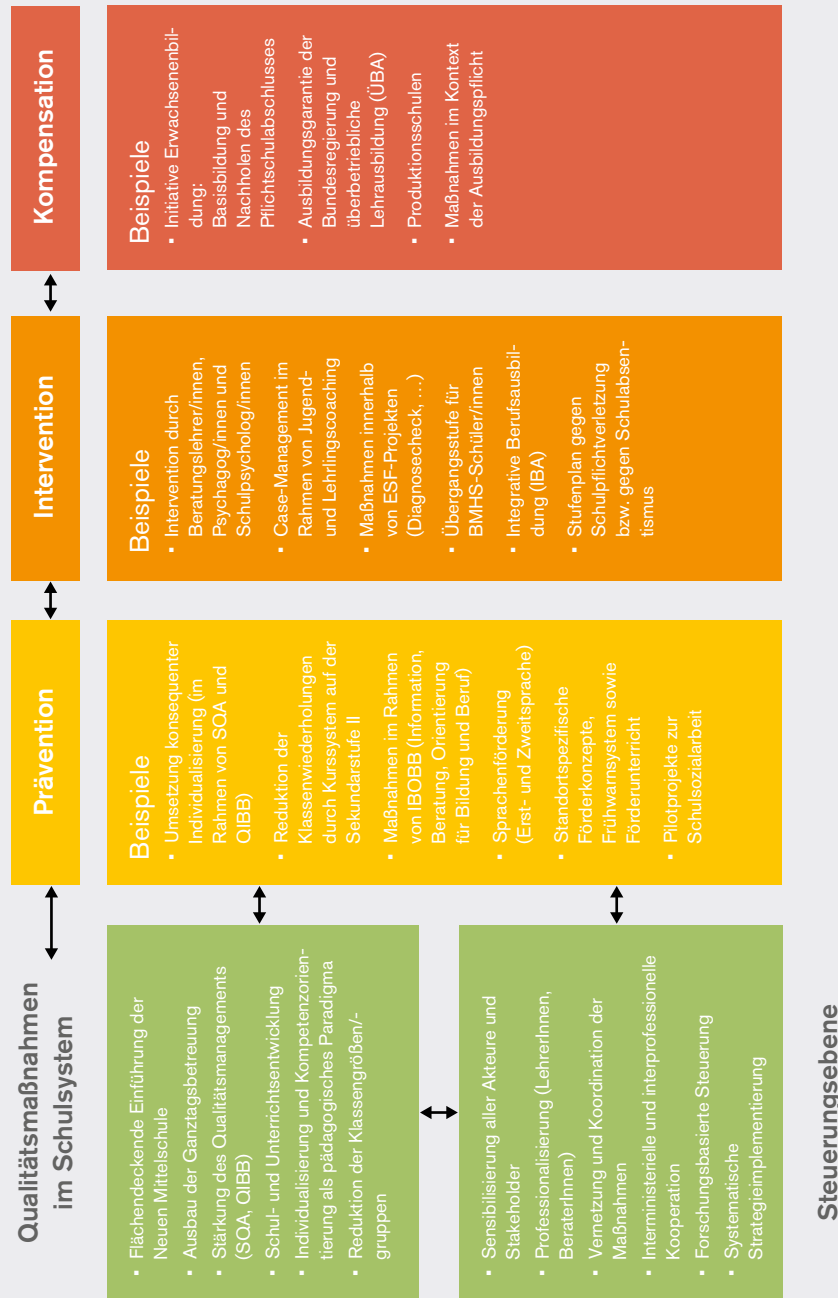 Qualitätsmaßnahmen
im Schulsystem
Prävention
Intervention
Kompensation
▪ Flächendeckende Einführung der
Neuen Mittelschule
▪ Ausbau der Ganztagsbetreuung
▪ Stärkung des Qualitätsmanagements
(SQA, QIBB)
▪ Schul- und Unterrichtsentwicklung
▪ Individualisierung und Kompetenzorien-
tierung als pädagogisches Paradigma
▪ Reduktion der Klassengrößen/-
gruppen
▪ Sensibilisierung aller Akteure und
Stakeholder
▪ Professionalisierung (LehrerInnen,
BeraterInnen)
▪ Vernetzung und Koordination der
Maßnahmen
▪ Interministerielle und interprofessionelle
Kooperation
▪ Forschungsbasierte Steuerung
▪ Systematische
Strategieimplementierung
Steuerungsebene
Beispiele
▪ Umsetzung konsequenter
Individualisierung (im
Rahmen von SQA und
QIBB)
▪ Reduktion der
Klassenwiederholungen
durch Kurssystem auf der
Sekundarstufe II
▪ Maßnahmen im Rahmen
von IBOBB (Information,
Beratung, Orientierung
für Bildung und Beruf)
▪ Sprachenförderung
(Erst- und Zweitsprache)
▪ Standortspezifische
Förderkonzepte,
Frühwarnsystem sowie
Förderunterricht
▪ Pilotprojekte zur
Schulsozialarbeit
Beispiele
▪ Intervention durch
Beratungslehrer/innen,
Psychagog/innen und
Schulpsycholog/innen
▪ Case-Management im
Rahmen von Jugend-
und Lehrlingscoaching
▪ Maßnahmen innerhalb
von ESF-Projekten
(Diagnosecheck, …)
▪ Übergangsstufe für
BMHS-Schüler/innen
▪ Integrative Berufsausbil-
dung (IBA)
▪ Stufenplan gegen
Schulpflichtverletzung
bzw. gegen Schulabsen-
tismus
Beispiele
▪ Initiative Erwachsenenbil-
dung:
Basisbildung und
Nachholen des
Pflichtschulabschlusses
▪ Ausbildungsgarantie der
Bundesregierung und
überbetriebliche
Lehrausbildung (ÜBA)
▪ Produktionsschulen
▪ Maßnahmen im Kontext
der Ausbildungspflicht